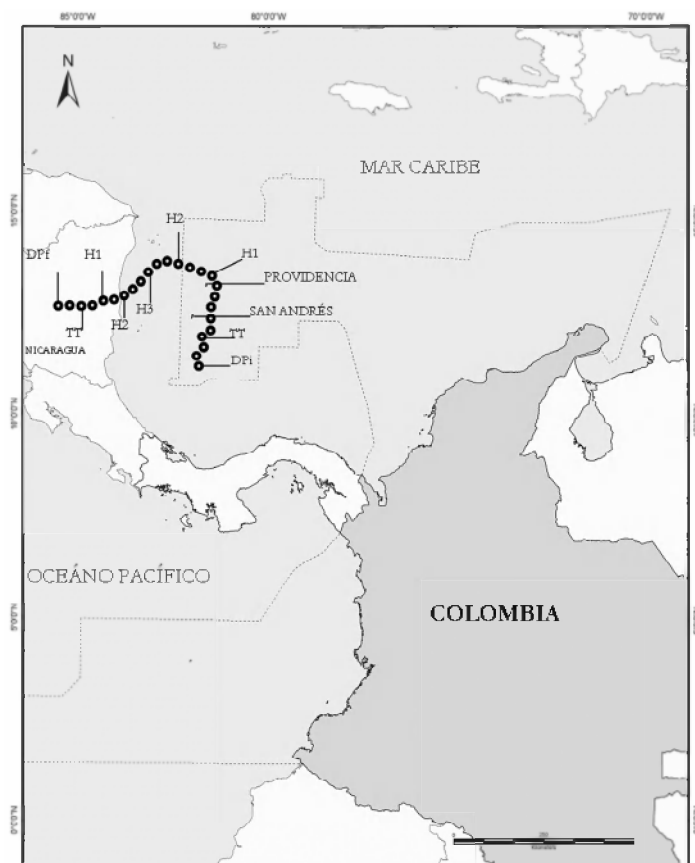 85°0'0"W 80°0'0"W 70°0'0"W
N
MAR CARIBE
15°0'0"N
H2
DPf H1 H1
PROVIDENCIA
H3
SAN ANDRÉS
H2
TT TT
NICARAGUA
DPi
10°0'0"N
OCEÁNO PACÍFICO
COLOMBIA
5°0'0"N
0°0'0"N